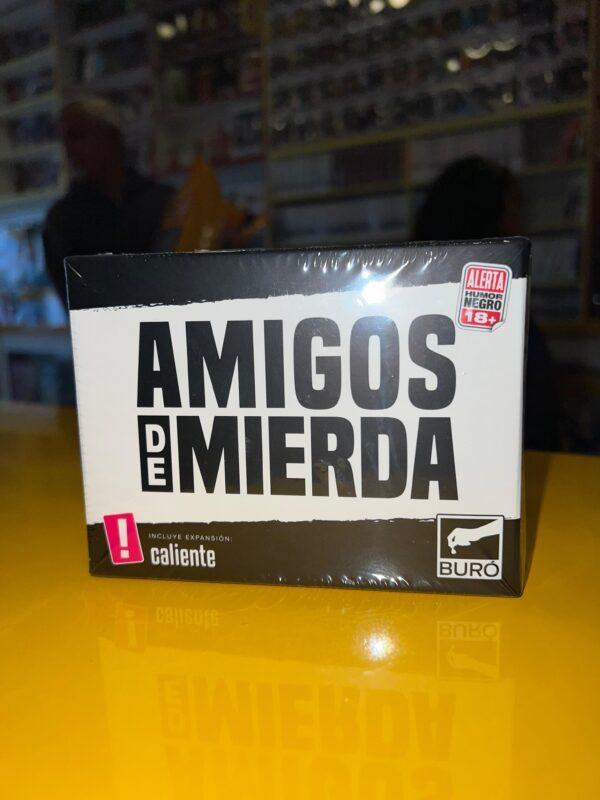 ALERTA
HUMOR
NEGRO
18+
AMIGOS
DE MIERDA
!
INCLUYE EXPANSIÓN:
caliente
BURÓ